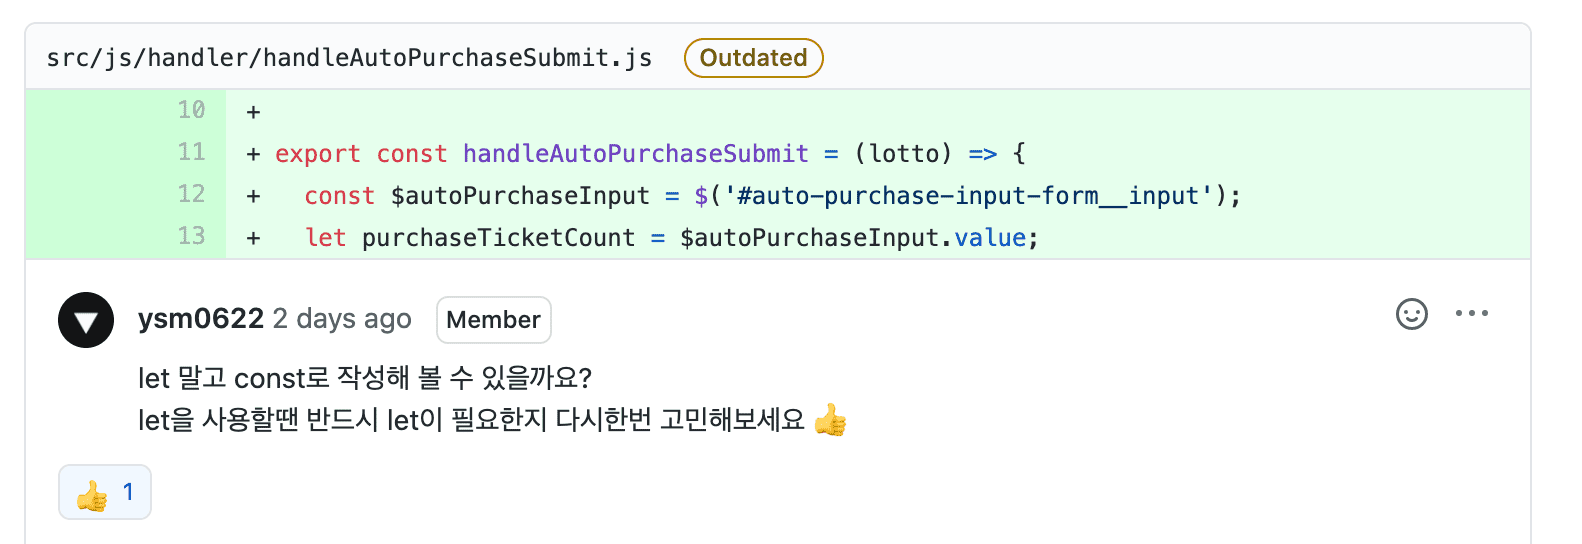 src/js/handler/handleAutoPurchaseSubmit.js Outdated
10 +
11 + export const handleAutoPurchaseSubmit = (lotto) => {
12 + const $autoPurchaseInput = $('#auto-purchase-input-form__input');
13 + let purchaseTicketCount = $autoPurchaseInput.value;
ysm0622 2 days ago Member
let 말고 const로 작성해 볼 수 있을까요?
let을 사용할땐 반드시 let이 필요한지 다시한번 고민해보세요 👍
👍 1